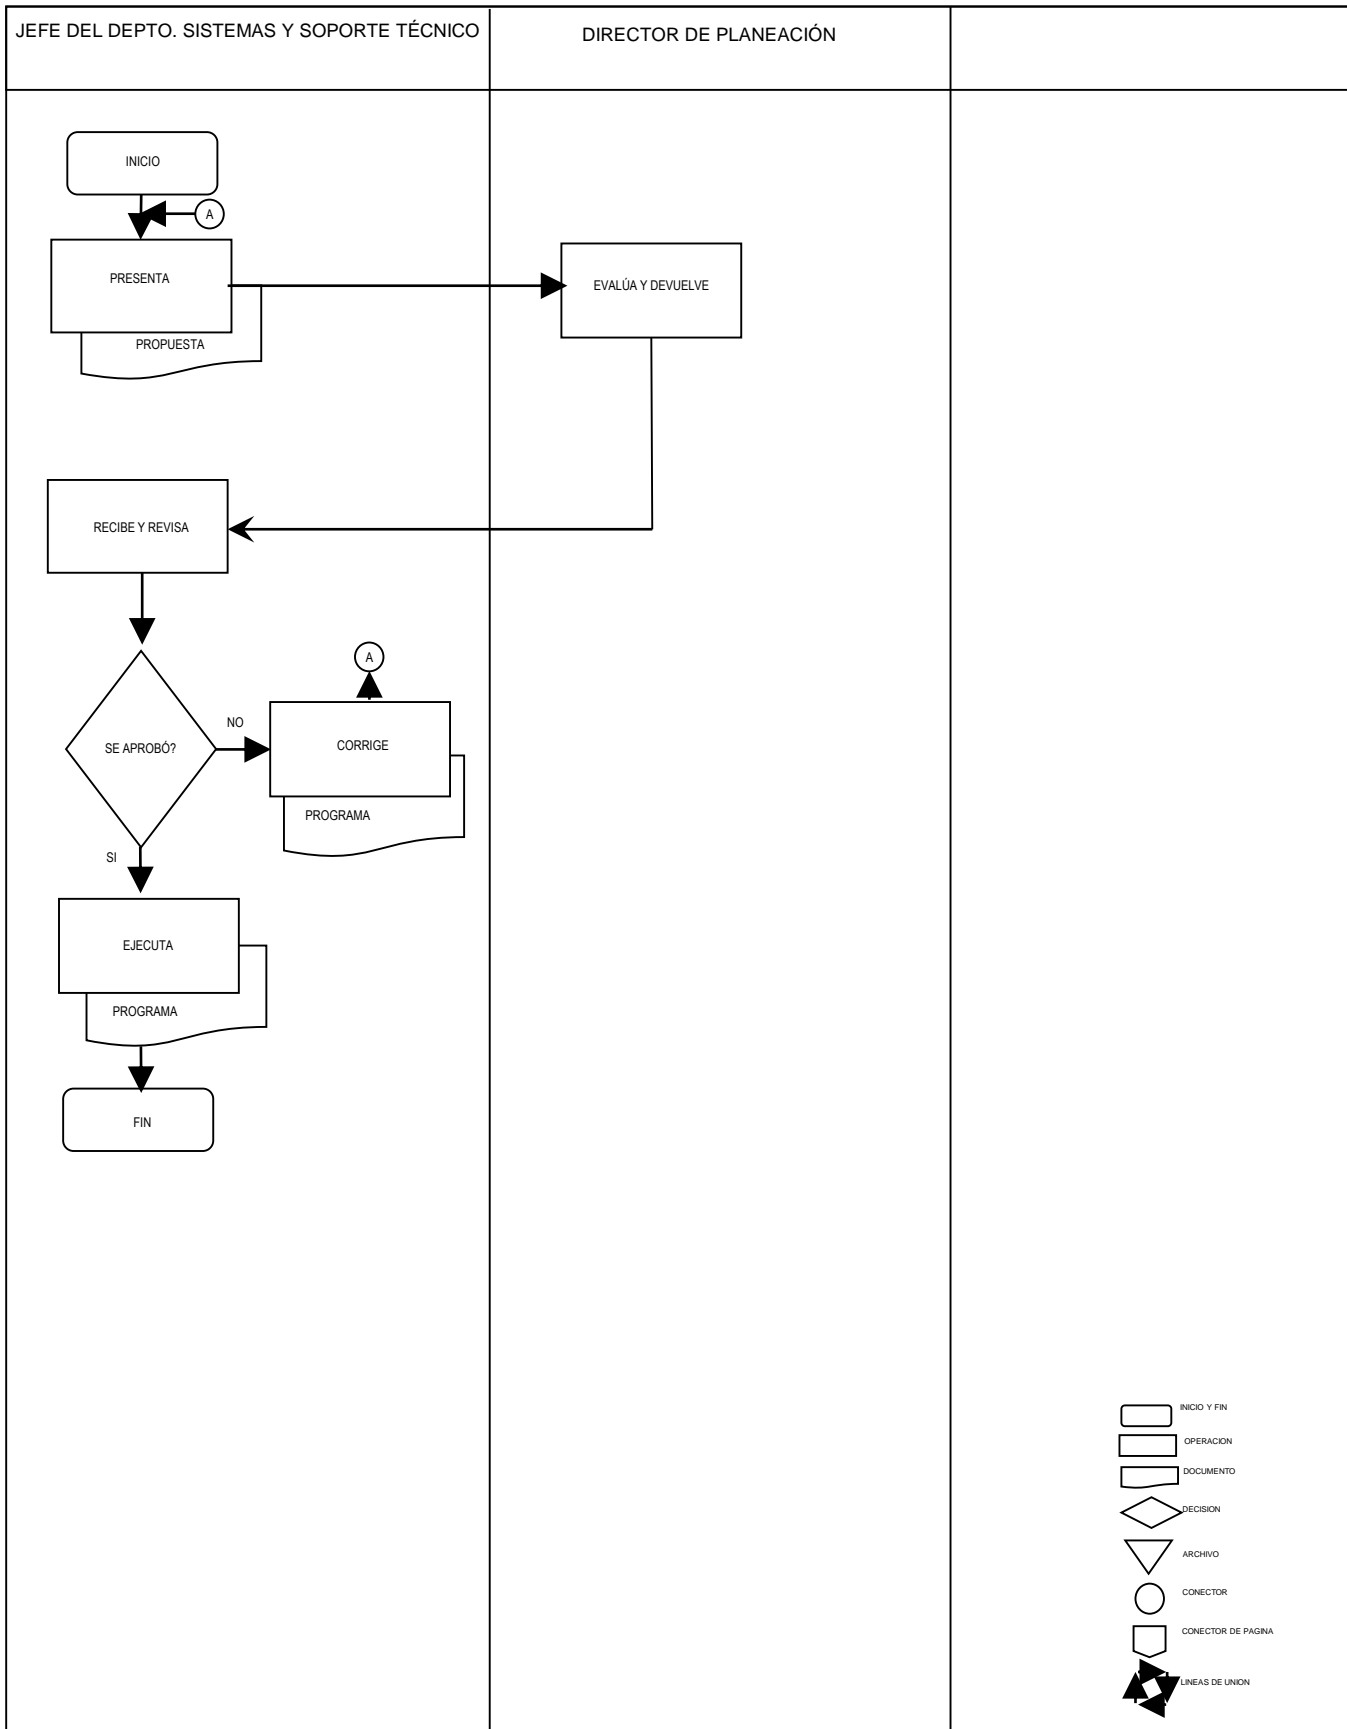 JEFE DEL DEPTO. SISTEMAS Y SOPORTE TÉCNICO
DIRECTOR DE PLANEACIÓN
INICIO
A
PRESENTA
PROPUESTA
EVALÚA Y DEVUELVE
RECIBE Y REVISA
A
SE APROBÓ?
NO
CORRIGE
PROGRAMA
SI
EJECUTA
PROGRAMA
FIN
INICIO Y FIN
OPERACION
DOCUMENTO
DECISION
ARCHIVO
CONECTOR
CONECTOR DE PAGINA
LINEAS DE UNION